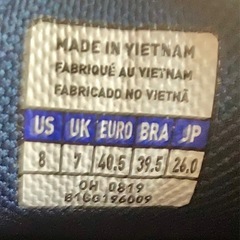 MADE IN VIETNAM
FABRIQUÉ AU VIETNAM
FABRICADO NO VIETNÃ
US UK EURO BRA JP
8 7 40.5 39.5 26.0
OH 0819